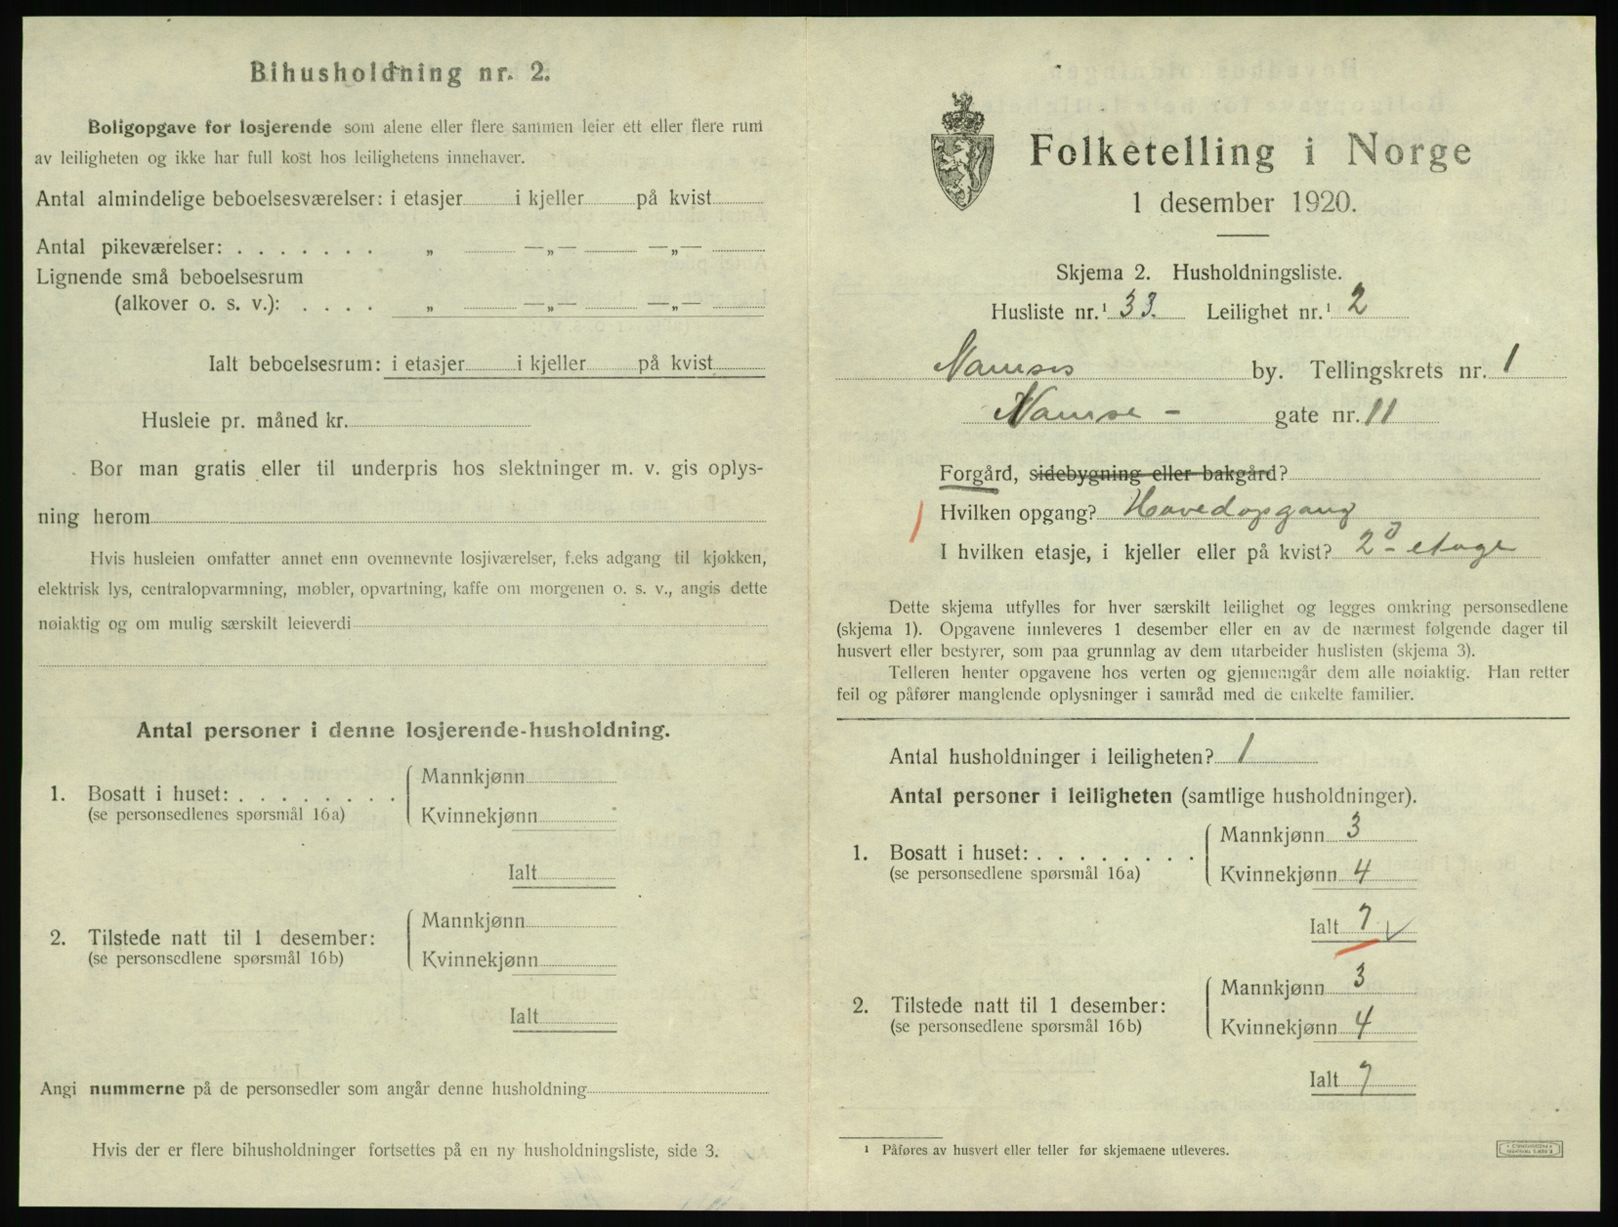 Bihusholdning nr. 2.
Boligopgave for losjerende som alene eller flere sammen leier ett eller flere rum
av leiligheten og ikke har full kost hos leilighetens innehaver.
Antal almindelige beboelsesværelser: i etasjer i kjeller på kvist
Antal pikeværelser: . . . . . . . „ —„— —„—
Lignende små beboelsesrum
(alkover o. s. v.): . . . . „ —„— —„—
Ialt beboelsesrum: i etasjer i kjeller på kvist
Husleie pr. måned kr.
Bor man gratis eller til underpris hos slektninger m. v. gis oplys-
ning herom
Hvis husleien omfatter annet enn ovennevnte losjiværelser, f.eks adgang til kjøkken,
elektrisk lys, centralopvarmning, møbler, opvartning, kaffe om morgenen o. s. v., angis dette
nøiaktig og om mulig særskilt leieverdi
Antal personer i denne losjerende-husholdning.
1. Bosatt i huset: . . . . . . . .
(se personsedlenes spørsmål 16a)
Mannkjønn
Kvinnekjønn
Ialt
2. Tilstede natt til 1 desember:
(se personsedlene spørsmål 16b)
Mannkjønn
Kvinnekjønn
Ialt
Angi nummerne på de personsedler som angår denne husholdning
Hvis der er flere bihusholdninger fortsettes på en ny husholdningsliste, side 3.
Folketelling i Norge
1 desember 1920.
Skjema 2. Husholdningsliste.
Husliste nr.¹ 33. Leilighet nr.¹ 2
Namsos by. Tellingskrets nr. 1
Namse - gate nr. 11
Forgård, sidebygning eller bakgård?
Hvilken opgang? Hovedopgang
I hvilken etasje, i kjeller eller på kvist? 2d etage
Dette skjema utfylles for hver særskilt leilighet og legges omkring personsedlene
(skjema 1). Opgavene innleveres 1 desember eller en av de nærmest følgende dager til
husvert eller bestyrer, som paa grunnlag av dem utarbeider huslisten (skjema 3).
Telleren henter opgavene hos verten og gjennemgår dem alle nøiaktig. Han retter
feil og påfører manglende oplysninger i samråd med de enkelte familier.
Antal husholdninger i leiligheten? 1
Antal personer i leiligheten (samtlige husholdninger).
1. Bosatt i huset: . . . . . . . .
(se personsedlene spørsmål 16a)
Mannkjønn 3
Kvinnekjønn 4
Ialt 7
2. Tilstede natt til 1 desember:
(se personsedlene spørsmål 16b)
Mannkjønn 3
Kvinnekjønn 4
Ialt 7
¹ Påføres av husvert eller teller før skjemaene utleveres.